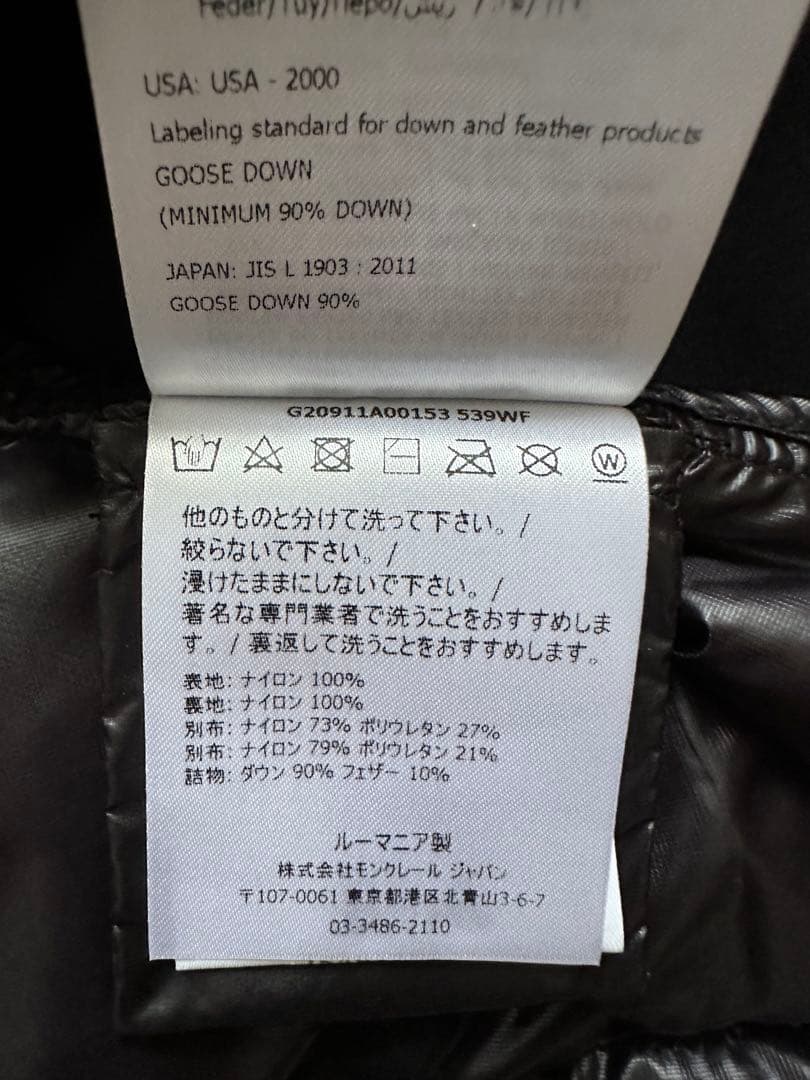 Feder/Tüy/Перо/ريش/
USA: USA - 2000
Labeling standard for down and feather products
GOOSE DOWN
(MINIMUM 90% DOWN)
JAPAN: JIS L 1903 : 2011
GOOSE DOWN 90%
G20911A00153 539WF
W
他のものと分けて洗って下さい。/
絞らないで下さい。/
浸けたままにしないで下さい。/
著名な専門業者で洗うことをおすすめしま
す。/ 裏返して洗うことをおすすめします。
表地: ナイロン 100%
裏地: ナイロン 100%
別布: ナイロン 73% ポリウレタン 27%
別布: ナイロン 79% ポリウレタン 21%
詰物: ダウン 90% フェザー 10%
ルーマニア製
株式会社モンクレール ジャパン
〒107-0061 東京都港区北青山3-6-7
03-3486-2110